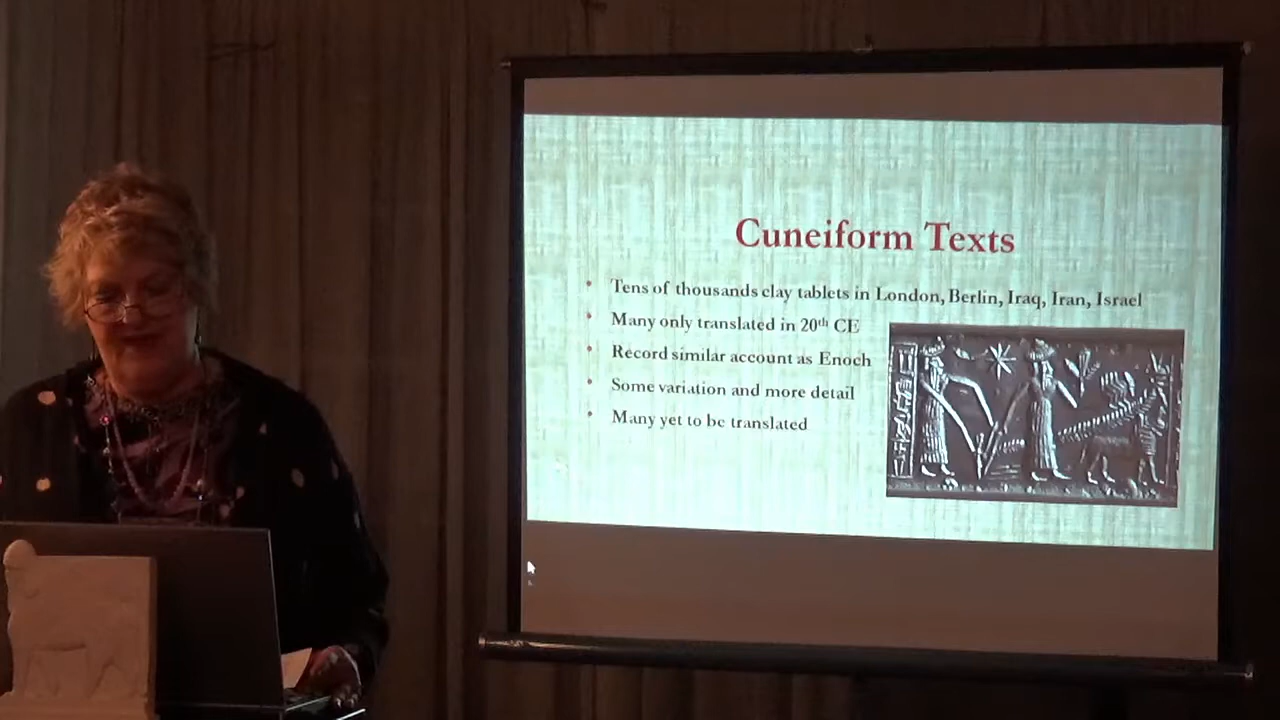 Cuneiform Texts
• Tens of thousands clay tablets in London, Berlin, Iraq, Iran, Israel
• Many only translated in 20th CE
• Record similar account as Enoch
• Some variation and more detail
• Many yet to be translated